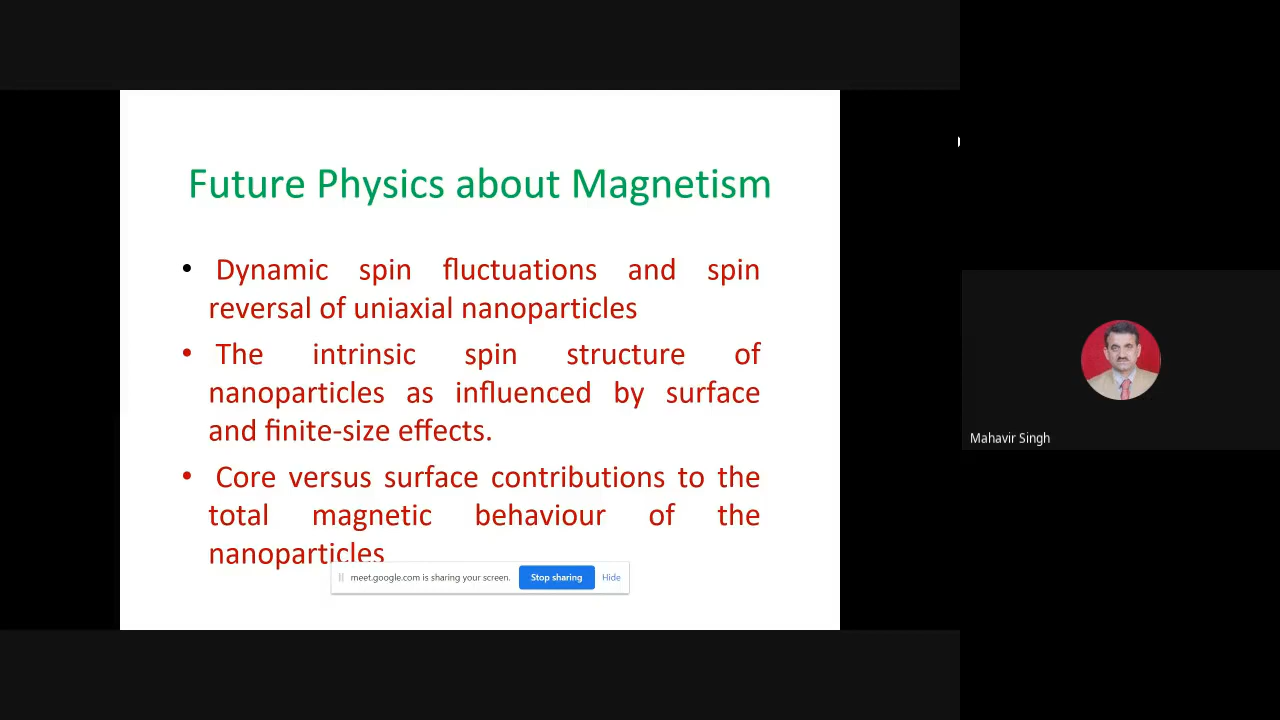 Future Physics about Magnetism
• Dynamic spin fluctuations and spin
reversal of uniaxial nanoparticles
• The intrinsic spin structure of
nanoparticles as influenced by surface
and finite-size effects.
• Core versus surface contributions to the
total magnetic behaviour of the
nanoparticles
meet.google.com is sharing your screen. Stop sharing Hide
Mahavir Singh